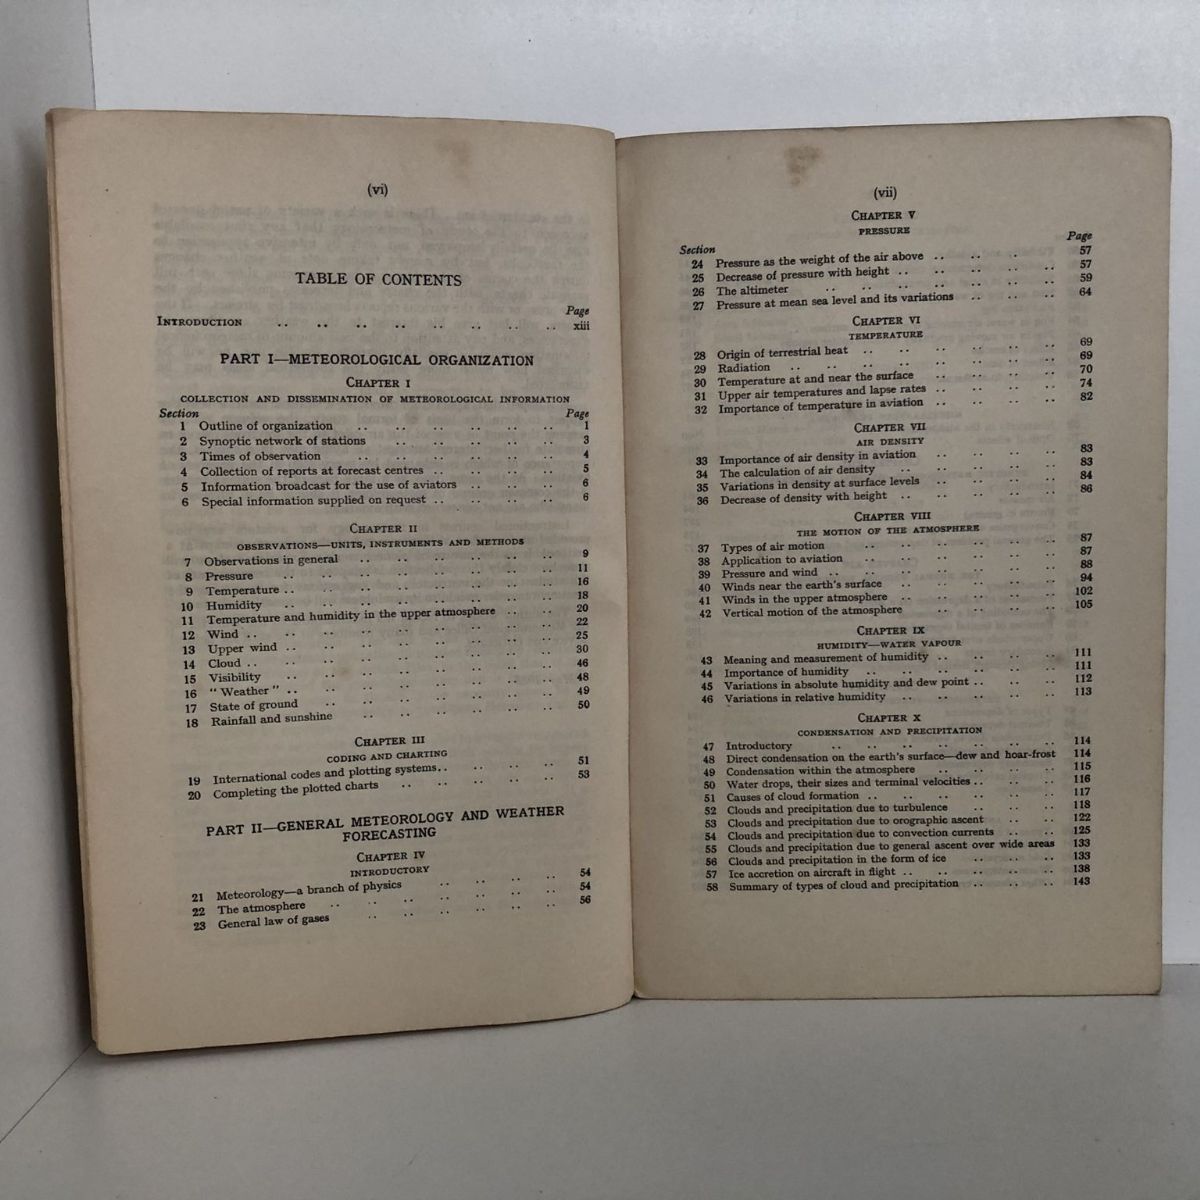 (vi)
TABLE OF CONTENTS
Page
INTRODUCTION .. .. .. .. .. .. .. .. xiii
PART I—METEOROLOGICAL ORGANIZATION
CHAPTER I
COLLECTION AND DISSEMINATION OF METEOROLOGICAL INFORMATION
Section Page
1 Outline of organization .. .. .. .. .. .. 1
2 Synoptic network of stations .. .. .. .. .. 3
3 Times of observation .. .. .. .. .. .. 4
4 Collection of reports at forecast centres .. .. .. .. 5
5 Information broadcast for the use of aviators .. .. .. 6
6 Special information supplied on request .. .. .. .. 6
CHAPTER II
OBSERVATIONS—UNITS, INSTRUMENTS AND METHODS
7 Observations in general .. .. .. .. .. .. 9
8 Pressure .. .. .. .. .. .. .. .. 11
9 Temperature .. .. .. .. .. .. .. .. 16
10 Humidity .. .. .. .. .. .. .. .. 18
11 Temperature and humidity in the upper atmosphere .. .. 20
12 Wind .. .. .. .. .. .. .. .. .. 22
13 Upper wind .. .. .. .. .. .. .. .. 25
14 Cloud .. .. .. .. .. .. .. .. .. 30
15 Visibility .. .. .. .. .. .. .. .. 46
16 " Weather " .. .. .. .. .. .. .. .. 48
17 State of ground .. .. .. .. .. .. .. 49
18 Rainfall and sunshine .. .. .. .. .. .. 50
CHAPTER III
CODING AND CHARTING
19 International codes and plotting systems .. .. .. .. 51
20 Completing the plotted charts .. .. .. .. .. 53
PART II—GENERAL METEOROLOGY AND WEATHER
FORECASTING
CHAPTER IV
INTRODUCTORY
21 Meteorology—a branch of physics .. .. .. .. 54
22 The atmosphere .. .. .. .. .. .. .. 54
23 General law of gases .. .. .. .. .. .. 56
(vii)
CHAPTER V
PRESSURE
Section Page
24 Pressure as the weight of the air above .. .. .. 57
25 Decrease of pressure with height .. .. .. .. .. 57
26 The altimeter .. .. .. .. .. .. .. 59
27 Pressure at mean sea level and its variations .. .. .. 64
CHAPTER VI
TEMPERATURE
28 Origin of terrestrial heat .. .. .. .. .. .. 69
29 Radiation .. .. .. .. .. .. .. .. 69
30 Temperature at and near the surface .. .. .. .. 70
31 Upper air temperatures and lapse rates .. .. .. .. 74
32 Importance of temperature in aviation .. .. .. .. 82
CHAPTER VII
AIR DENSITY
33 Importance of air density in aviation .. .. .. .. 83
34 The calculation of air density .. .. .. .. .. 83
35 Variations in density at surface levels .. .. .. .. 84
36 Decrease of density with height .. .. .. .. .. 86
CHAPTER VIII
THE MOTION OF THE ATMOSPHERE
37 Types of air motion .. .. .. .. .. .. 87
38 Application to aviation .. .. .. .. .. .. 87
39 Pressure and wind .. .. .. .. .. .. .. 88
40 Winds near the earth's surface .. .. .. .. .. 94
41 Winds in the upper atmosphere .. .. .. .. .. 102
42 Vertical motion of the atmosphere .. .. .. .. 105
CHAPTER IX
HUMIDITY—WATER VAPOUR
43 Meaning and measurement of humidity .. .. .. .. 111
44 Importance of humidity .. .. .. .. .. .. 111
45 Variations in absolute humidity and dew point .. .. .. 112
46 Variations in relative humidity .. .. .. .. .. 113
CHAPTER X
CONDENSATION AND PRECIPITATION
47 Introductory .. .. .. .. .. .. .. 114
48 Direct condensation on the earth's surface—dew and hoar-frost 114
49 Condensation within the atmosphere .. .. .. .. 115
50 Water drops, their sizes and terminal velocities .. .. .. 116
51 Causes of cloud formation .. .. .. .. .. .. 117
52 Clouds and precipitation due to turbulence .. .. .. 118
53 Clouds and precipitation due to orographic ascent .. .. 122
54 Clouds and precipitation due to convection currents .. .. 125
55 Clouds and precipitation due to general ascent over wide areas 133
56 Clouds and precipitation in the form of ice .. .. .. 133
57 Ice accretion on aircraft in flight .. .. .. .. .. 138
58 Summary of types of cloud and precipitation .. .. .. 143